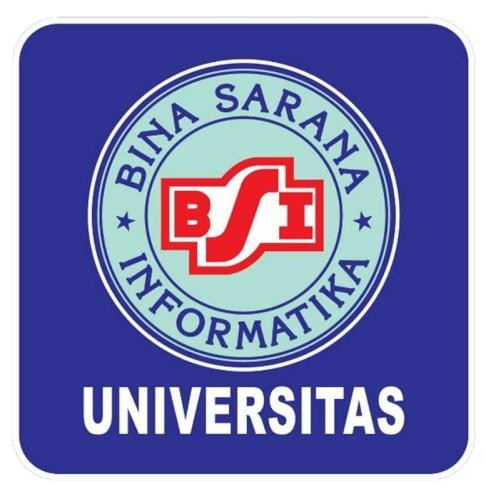 BINA SARANA
BSI
INFORMATIKA
UNIVERSITAS